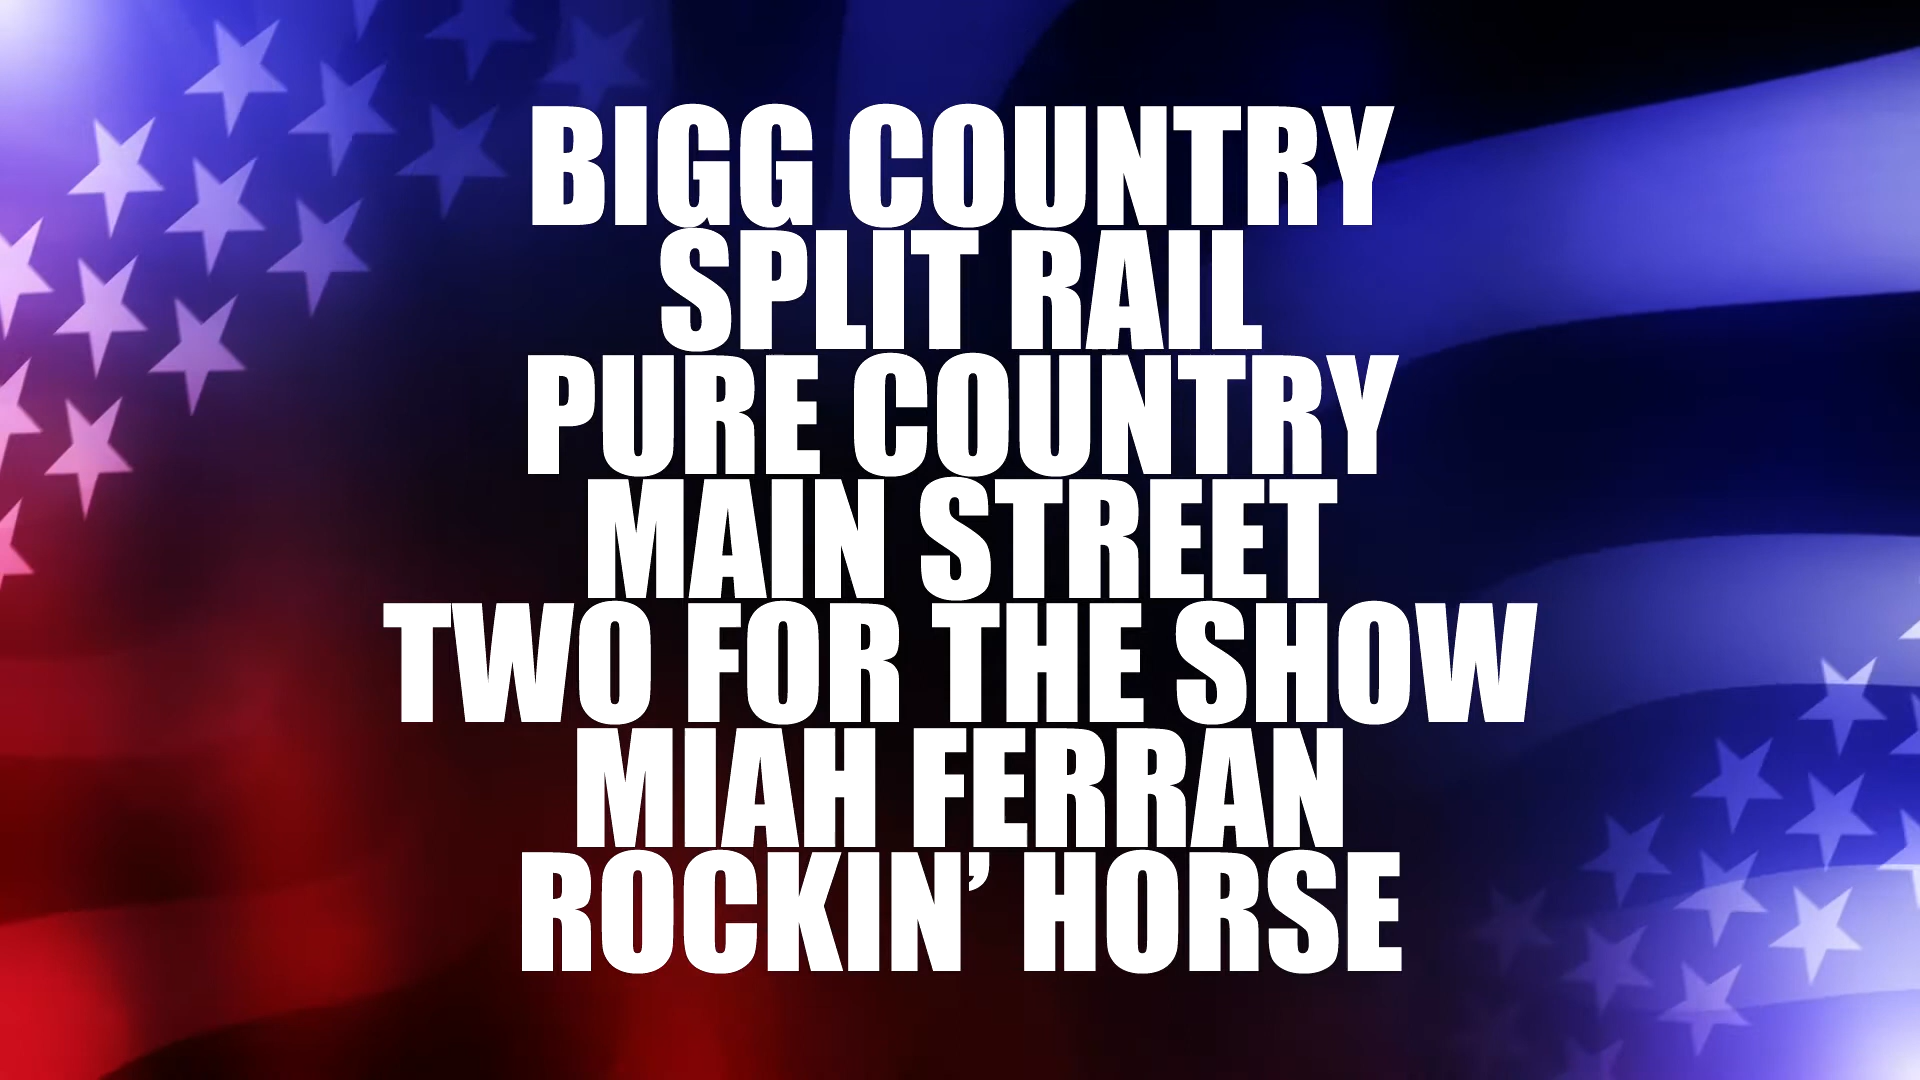 BIGG COUNTRY
SPLIT RAIL
PURE COUNTRY
MAIN STREET
TWO FOR THE SHOW
MIAH FERRAN
ROCKIN’ HORSE